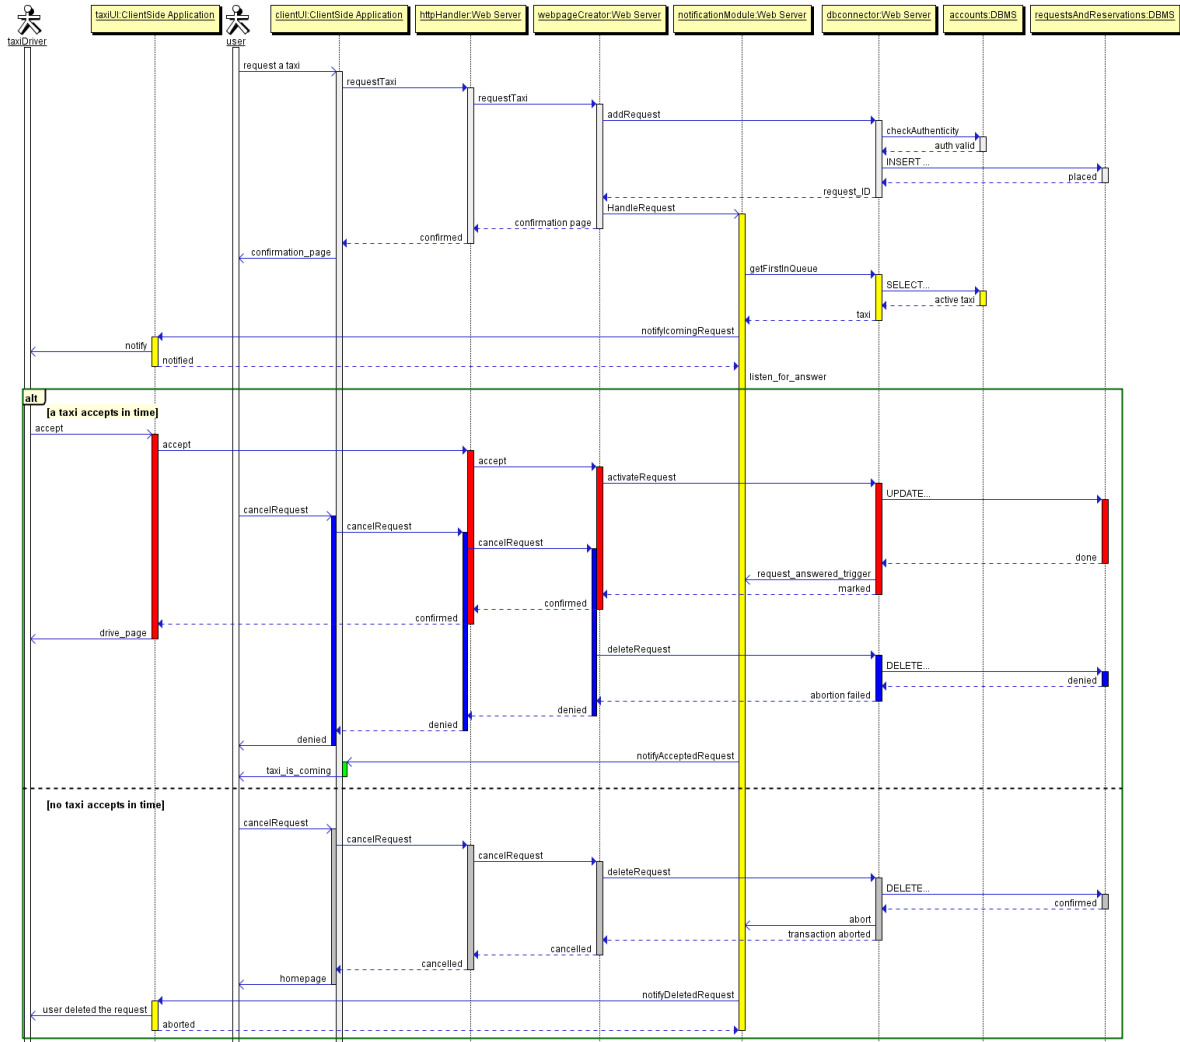 taxiUI:ClientSide Application
clientUI:ClientSide Application
httpHandler:Web Server
webpageCreator:Web Server
notificationModule:Web Server
dbconnector:Web Server
accounts:DBMS
requestsAndReservations:DBMS
taxiDriver
user
request a taxi
requestTaxi
requestTaxi
addRequest
checkAuthenticity
auth valid
INSERT ...
placed
request_ID
HandleRequest
confirmation page
confirmed
confirmation_page
getFirstInQueue
SELECT...
active taxi
taxi
notifyIcomingRequest
notify
notified
listen_for_answer
alt
[a taxi accepts in time]
accept
accept
accept
activateRequest
UPDATE...
cancelRequest
cancelRequest
cancelRequest
done
request_answered_trigger
marked
confirmed
confirmed
drive_page
deleteRequest
DELETE...
denied
abortion failed
denied
denied
denied
notifyAcceptedRequest
taxi_is_coming
[no taxi accepts in time]
cancelRequest
cancelRequest
cancelRequest
deleteRequest
DELETE...
confirmed
abort
transaction aborted
cancelled
cancelled
homepage
notifyDeletedRequest
user deleted the request
aborted